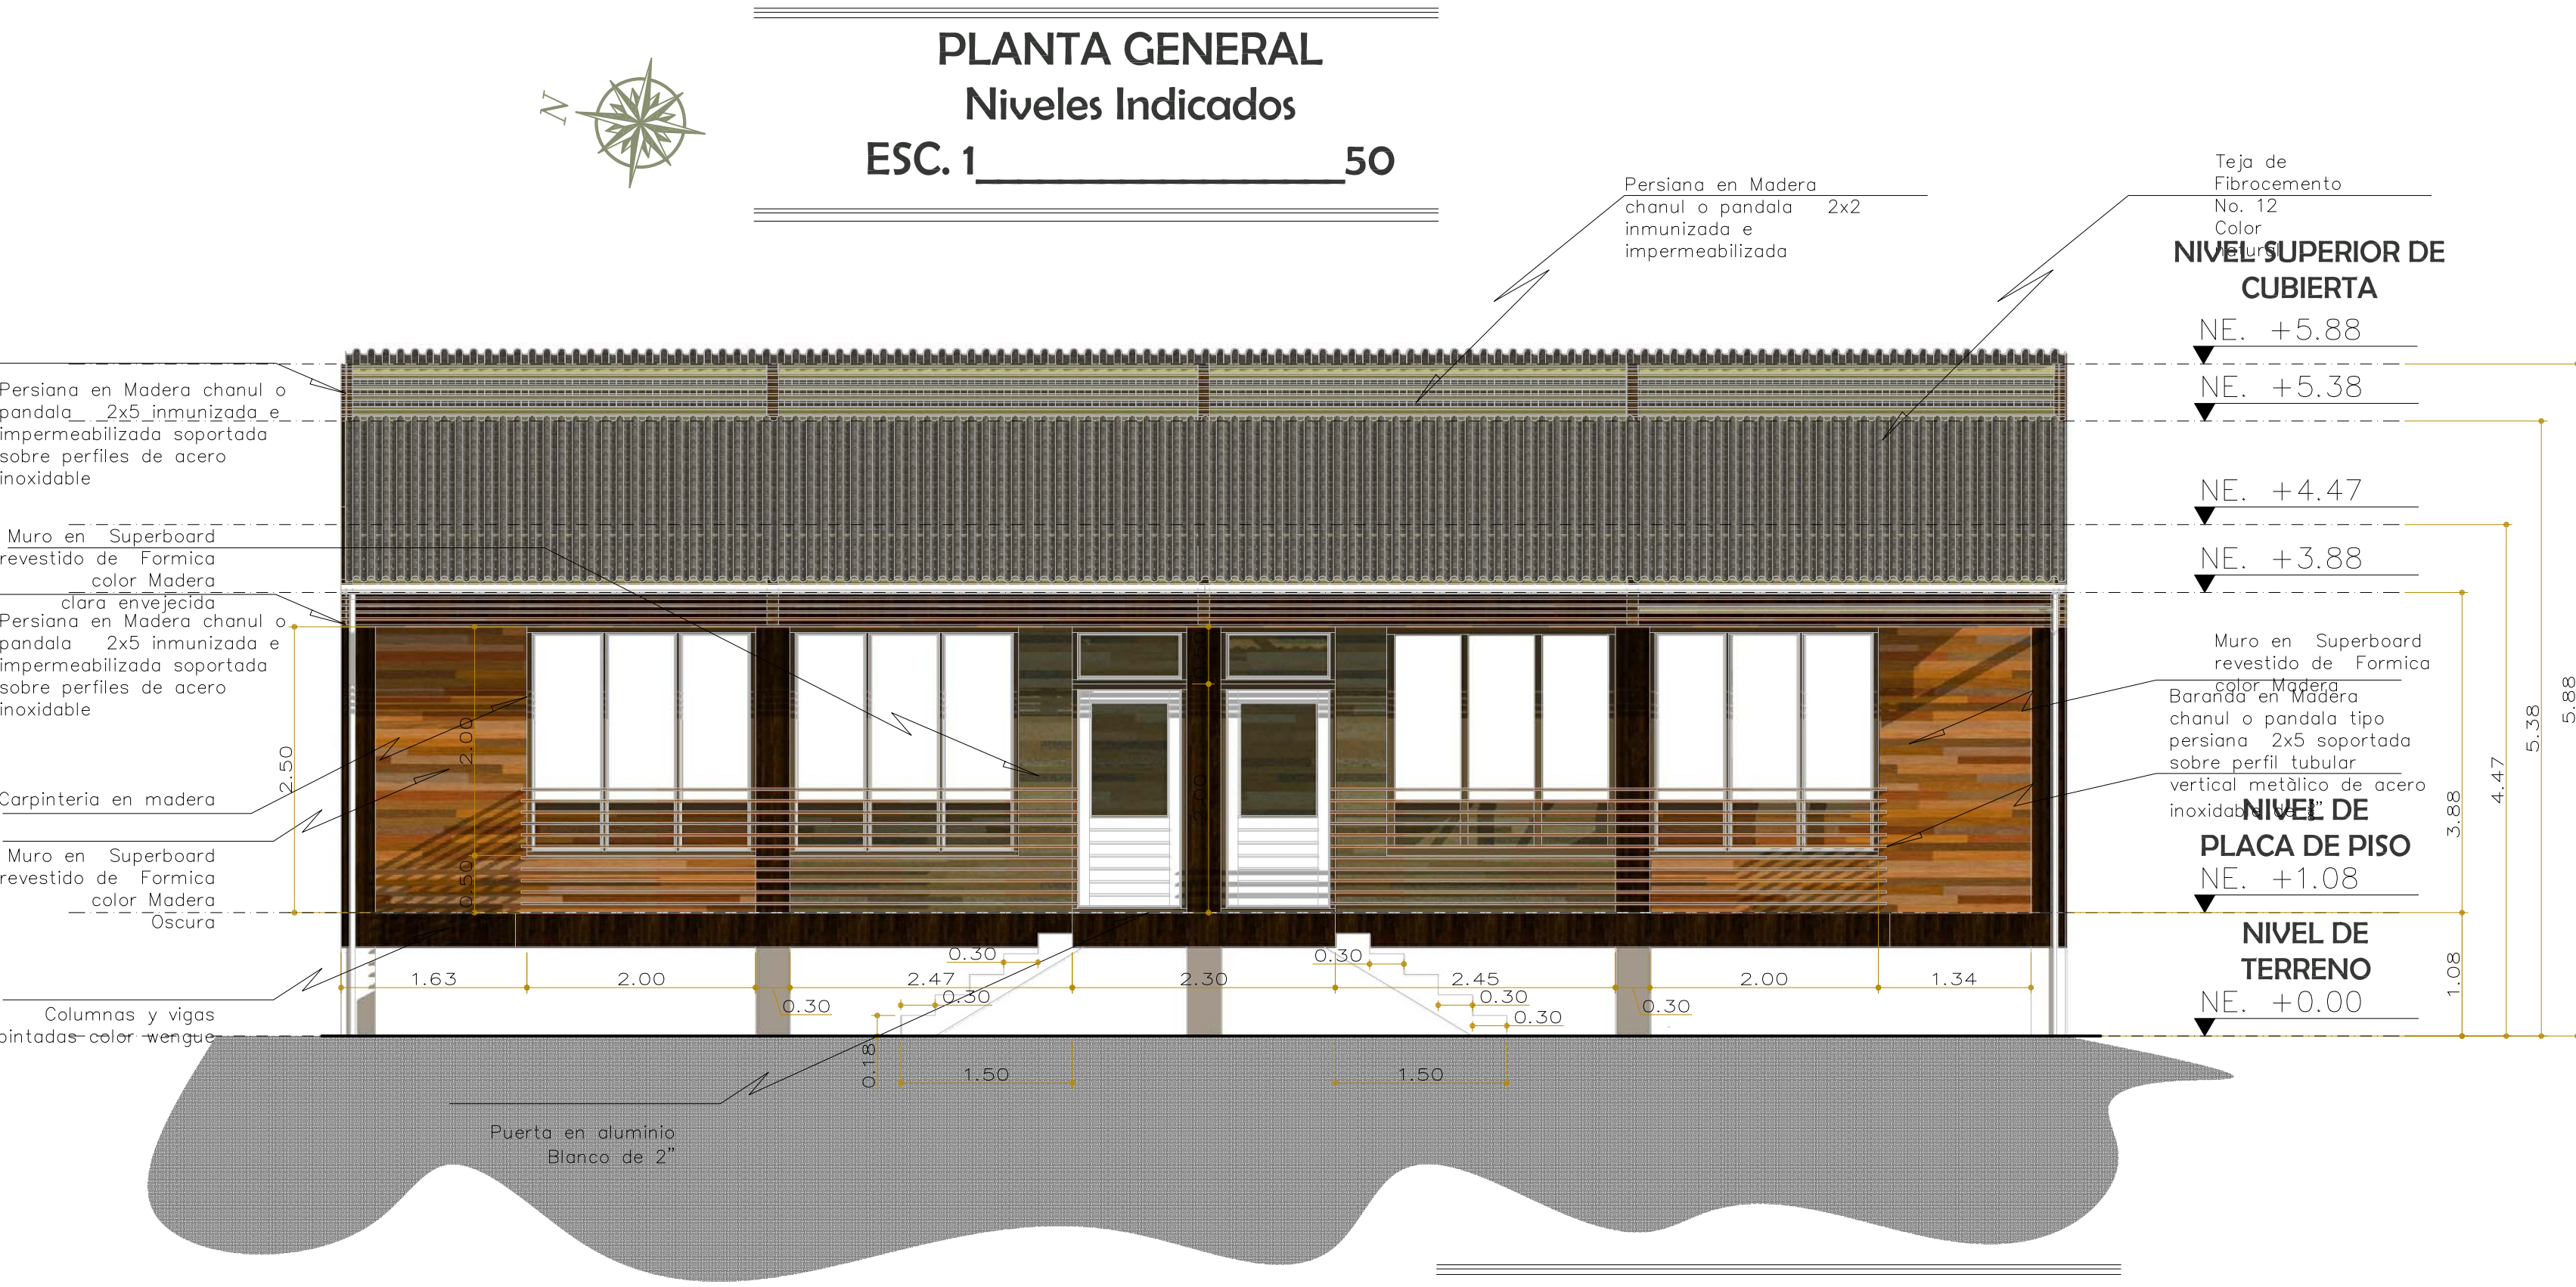 PLANTA GENERAL
Niveles Indicados
ESC. 1_________________50
N
Persiana en Madera
chanul o pandala 2x2
inmunizada e
impermeabilizada
Teja de
Fibrocemento
No. 12
Color
natural
NIVEL SUPERIOR DE
CUBIERTA
NE. +5.88
NE. +5.38
NE. +4.47
NE. +3.88
Persiana en Madera chanul o
pandala 2x5 inmunizada e
impermeabilizada soportada
sobre perfiles de acero
inoxidable
Muro en Superboard
revestido de Formica
color Madera
clara envejecida
Persiana en Madera chanul o
pandala 2x5 inmunizada e
impermeabilizada soportada
sobre perfiles de acero
inoxidable
Carpinteria en madera
Muro en Superboard
revestido de Formica
color Madera
Oscura
Columnas y vigas
pintadas color wengue
Muro en Superboard
revestido de Formica
color Madera
Baranda en Madera
chanul o pandala tipo
persiana 2x5 soportada
sobre perfil tubular
vertical metàlico de acero
inoxidable de
NIVEL DE
PLACA DE PISO
NE. +1.08
NIVEL DE
TERRENO
NE. +0.00
2.50
2.00
0.50
0.50
2.00
5.88
5.38
4.47
3.88
1.08
1.63
2.00
0.30
2.47
0.30
0.30
2.30
0.30
2.45
0.30
0.30
0.30
2.00
1.34
0.18
1.50
1.50
Puerta en aluminio
Blanco de 2"